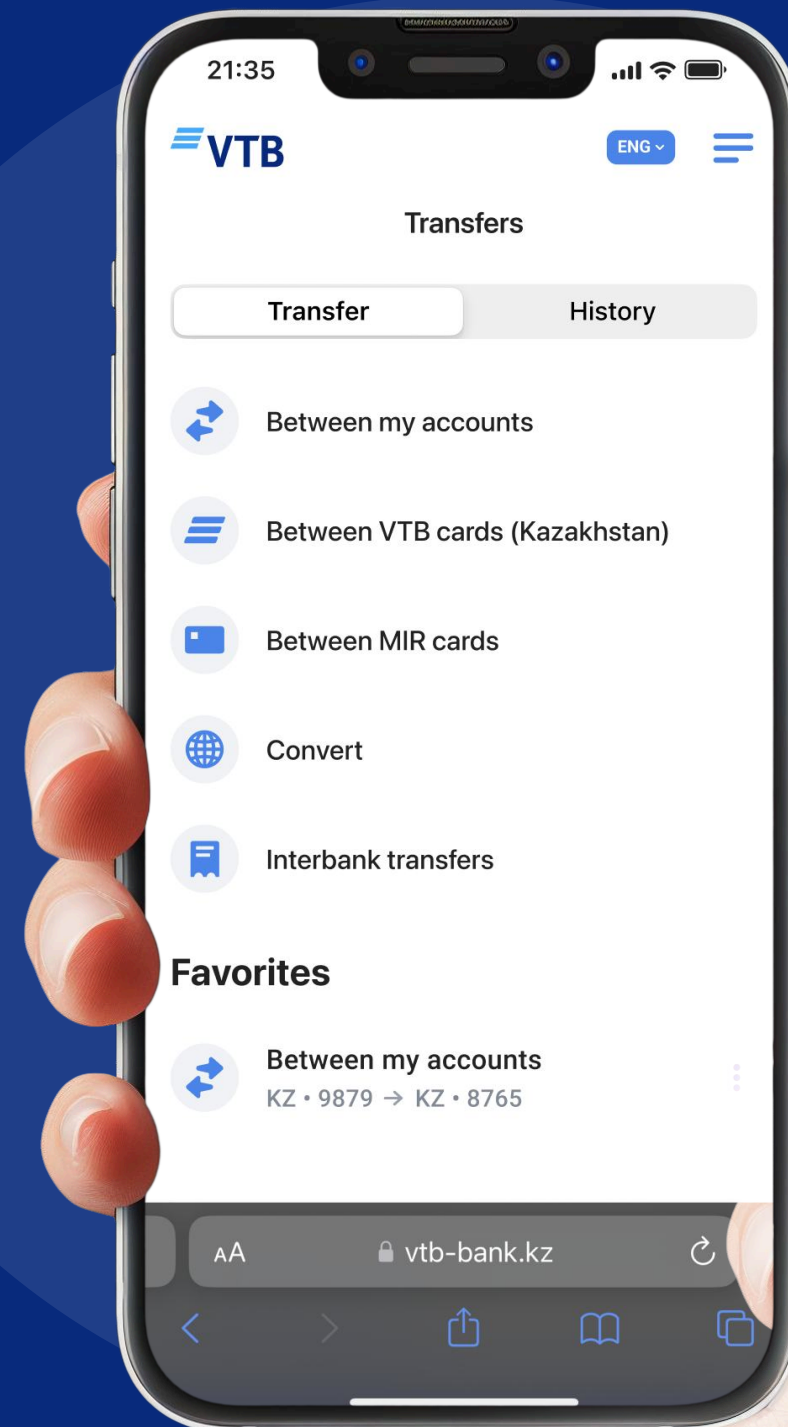 21:35
VTB
ENG
Transfers
Transfer
History
Between my accounts
Between VTB cards (Kazakhstan)
Between MIR cards
Convert
Interbank transfers
Favorites
Between my accounts
KZ • 9879 → KZ • 8765
AA
vtb-bank.kz